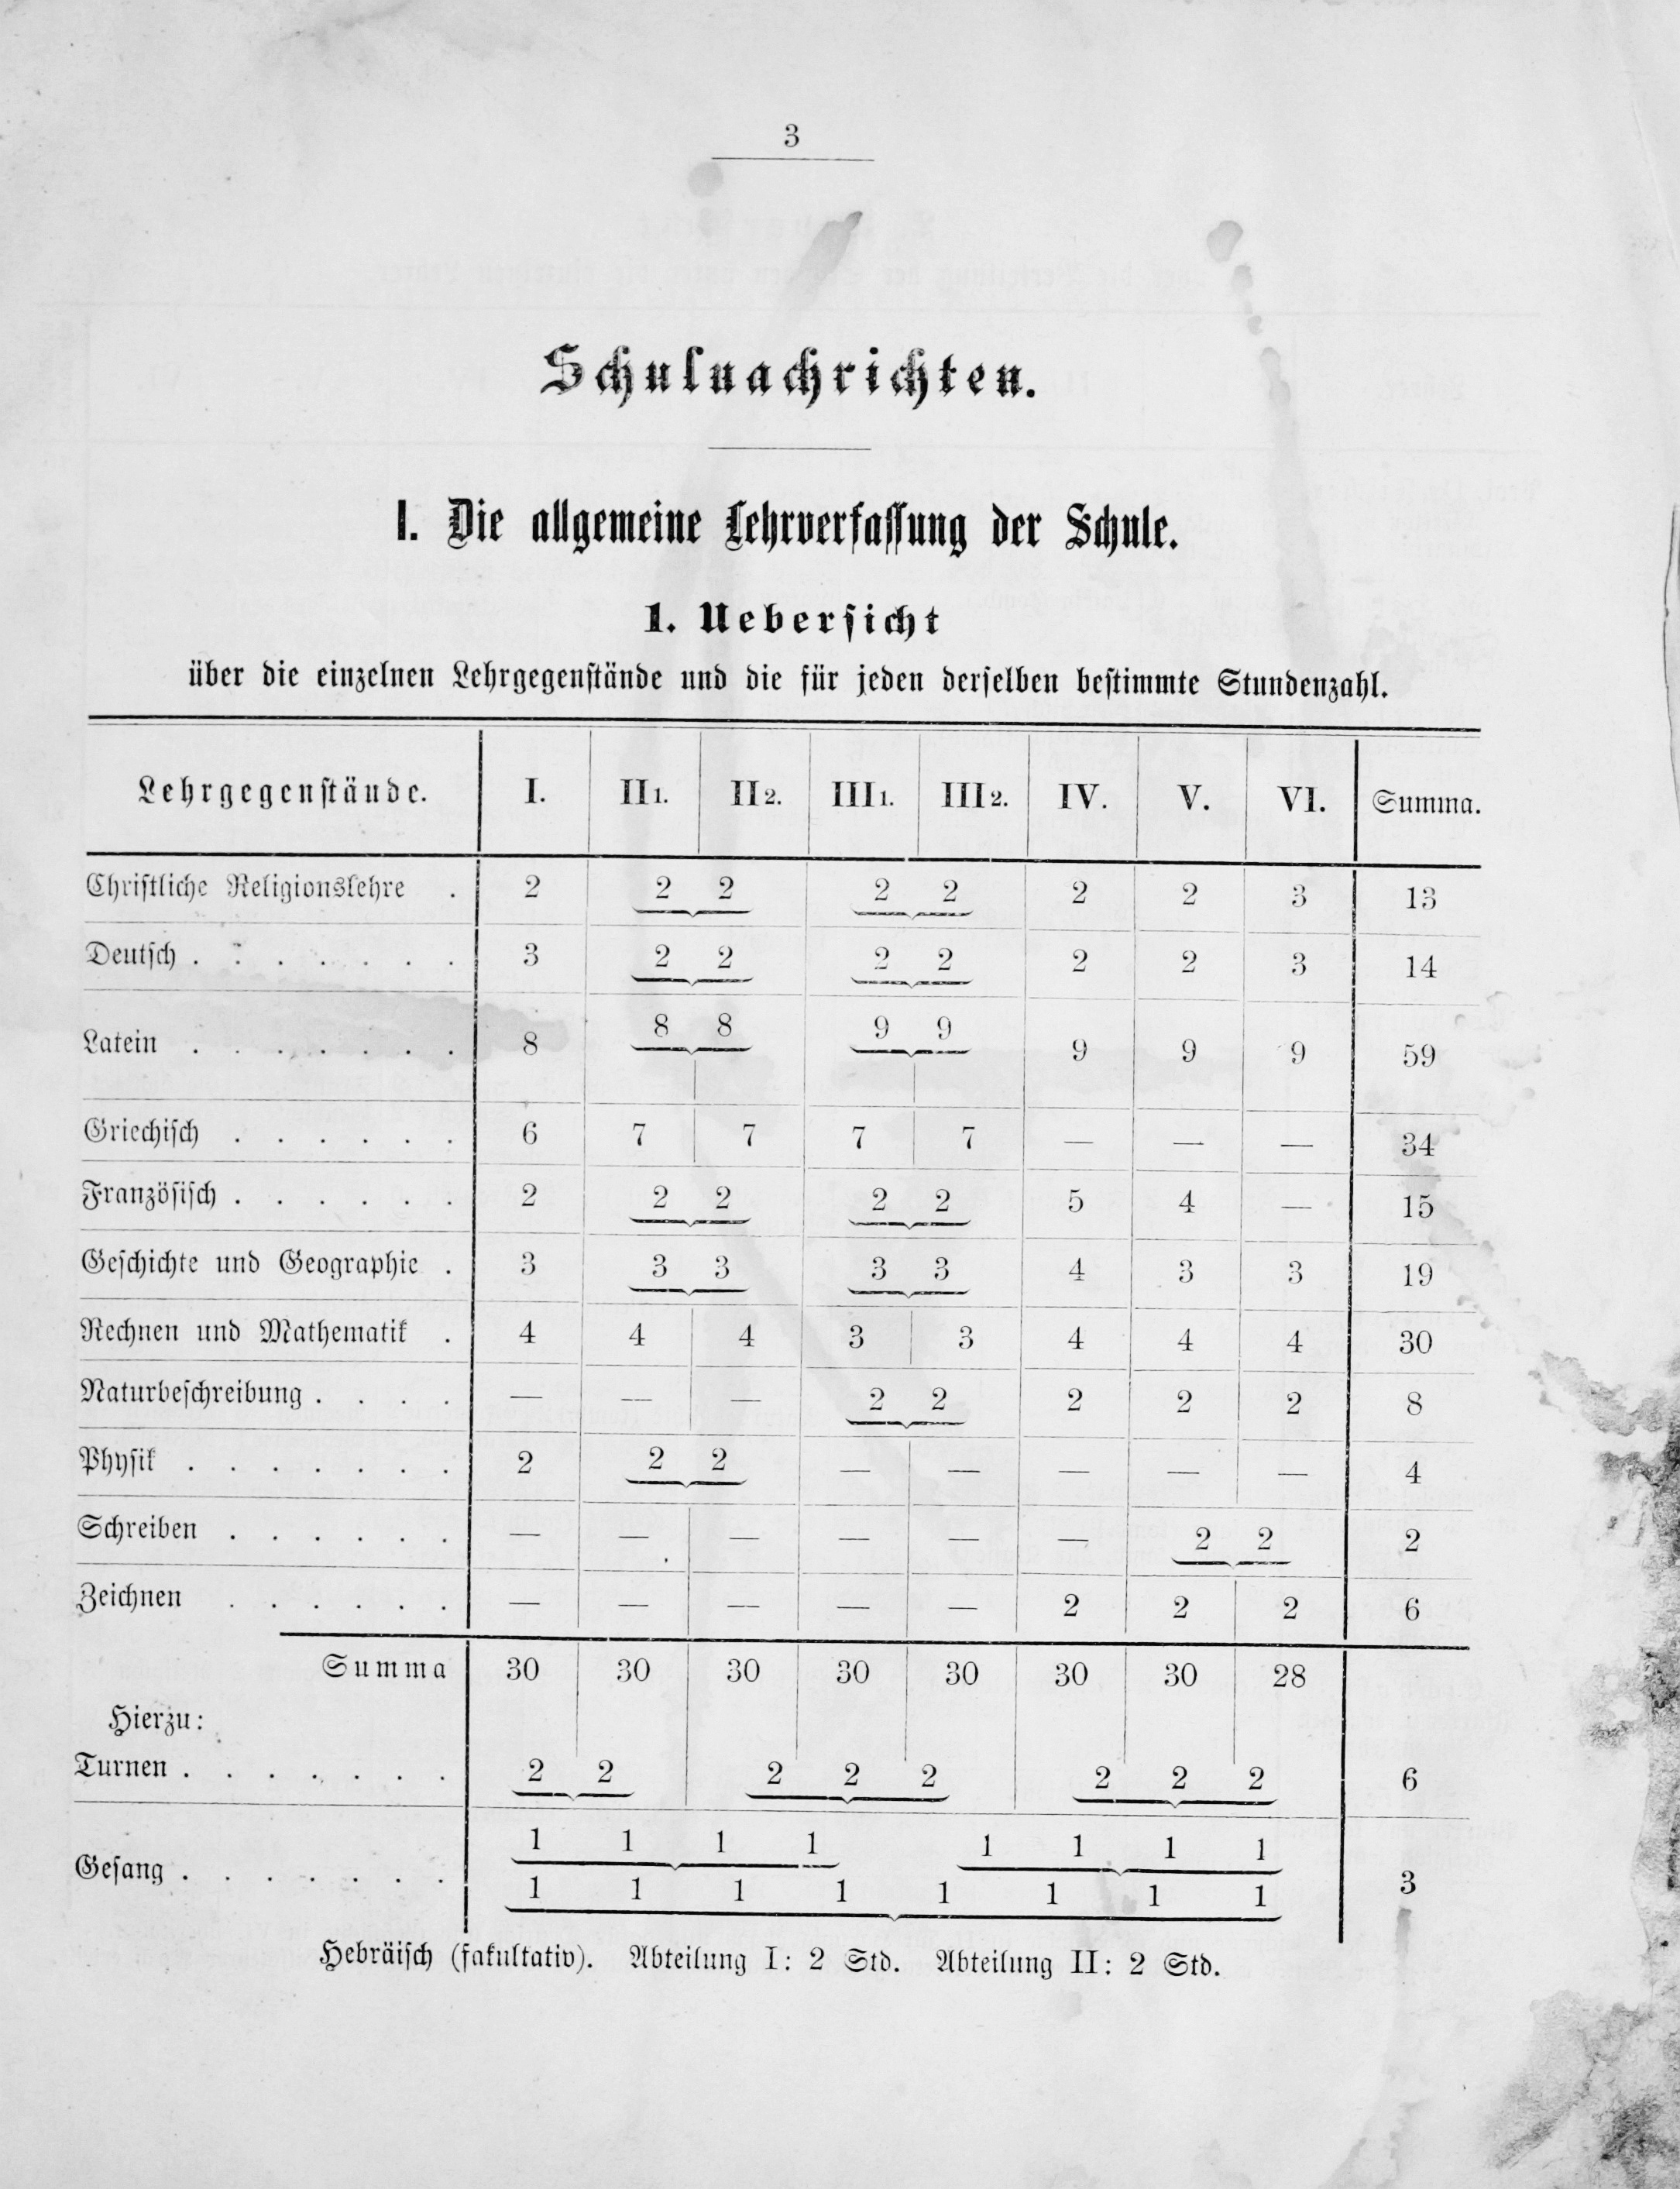 3
Schulnachrichten.
I. Die allgemeine Lehrverfassung der Schule.
1. Uebersicht
über die einzelnen Lehrgegenstände und die für jeden derselben bestimmte Stundenzahl.
Lehrgegenstände. I. II 1. II 2. III 1. III 2. IV. V. VI. Summa.
Christliche Religionslehre . 2 2 2 2 2 2 2 3 13
Deutsch . . . . . . . 3 2 2 2 2 2 2 3 14
Latein . . . . . . . 8 8 8 9 9 9 9 9 59
Griechisch . . . . . . 6 7 7 7 7 — — — 34
Französisch . . . . . . 2 2 2 2 2 5 4 — 15
Geschichte und Geographie . 3 3 3 3 3 4 3 3 19
Rechnen und Mathematik . 4 4 4 3 3 4 4 4 30
Naturbeschreibung . . . . — — — 2 2 2 2 2 8
Physik . . . . . . . 2 2 2 — — — — — 4
Schreiben . . . . . . — — — — — — 2 2 2
Zeichnen . . . . . . — — — — — 2 2 2 6
Summa 30 30 30 30 30 30 30 28
Hierzu:
Turnen . . . . . . . 2 2 2 2 2 2 2 2 6
1 1 1 1 1 1 1 1
Gesang . . . . . . . 3
1 1 1 1 1 1 1 1
Hebräisch (fakultativ). Abteilung I: 2 Std. Abteilung II: 2 Std.